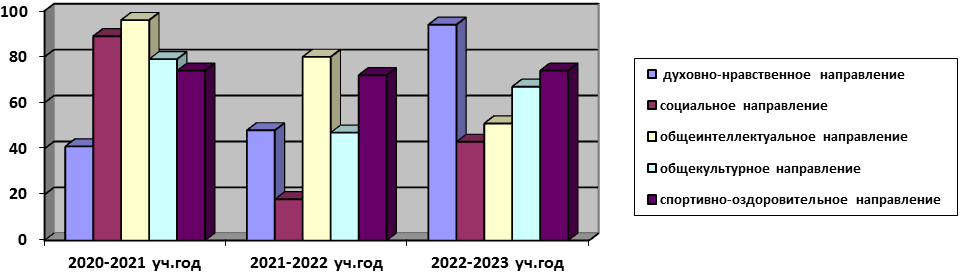 100
80
60
40
20
0
2020-2021 уч.год
2021-2022 уч.год
2022-2023 уч.год
духовно-нравственное направление
социальное направление
общеинтеллектуальное направление
общекультурное направление
спортивно-оздоровительное направление